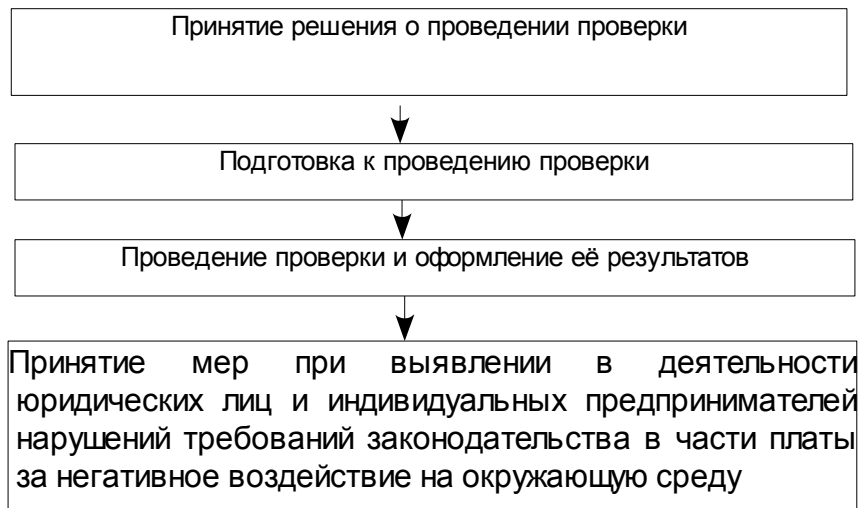 Принятие решения о проведении проверки
Подготовка к проведению проверки
Проведение проверки и оформление её результатов
Принятие мер при выявлении в деятельности
юридических лиц и индивидуальных предпринимателей
нарушений требований законодательства в части платы
за негативное воздействие на окружающую среду